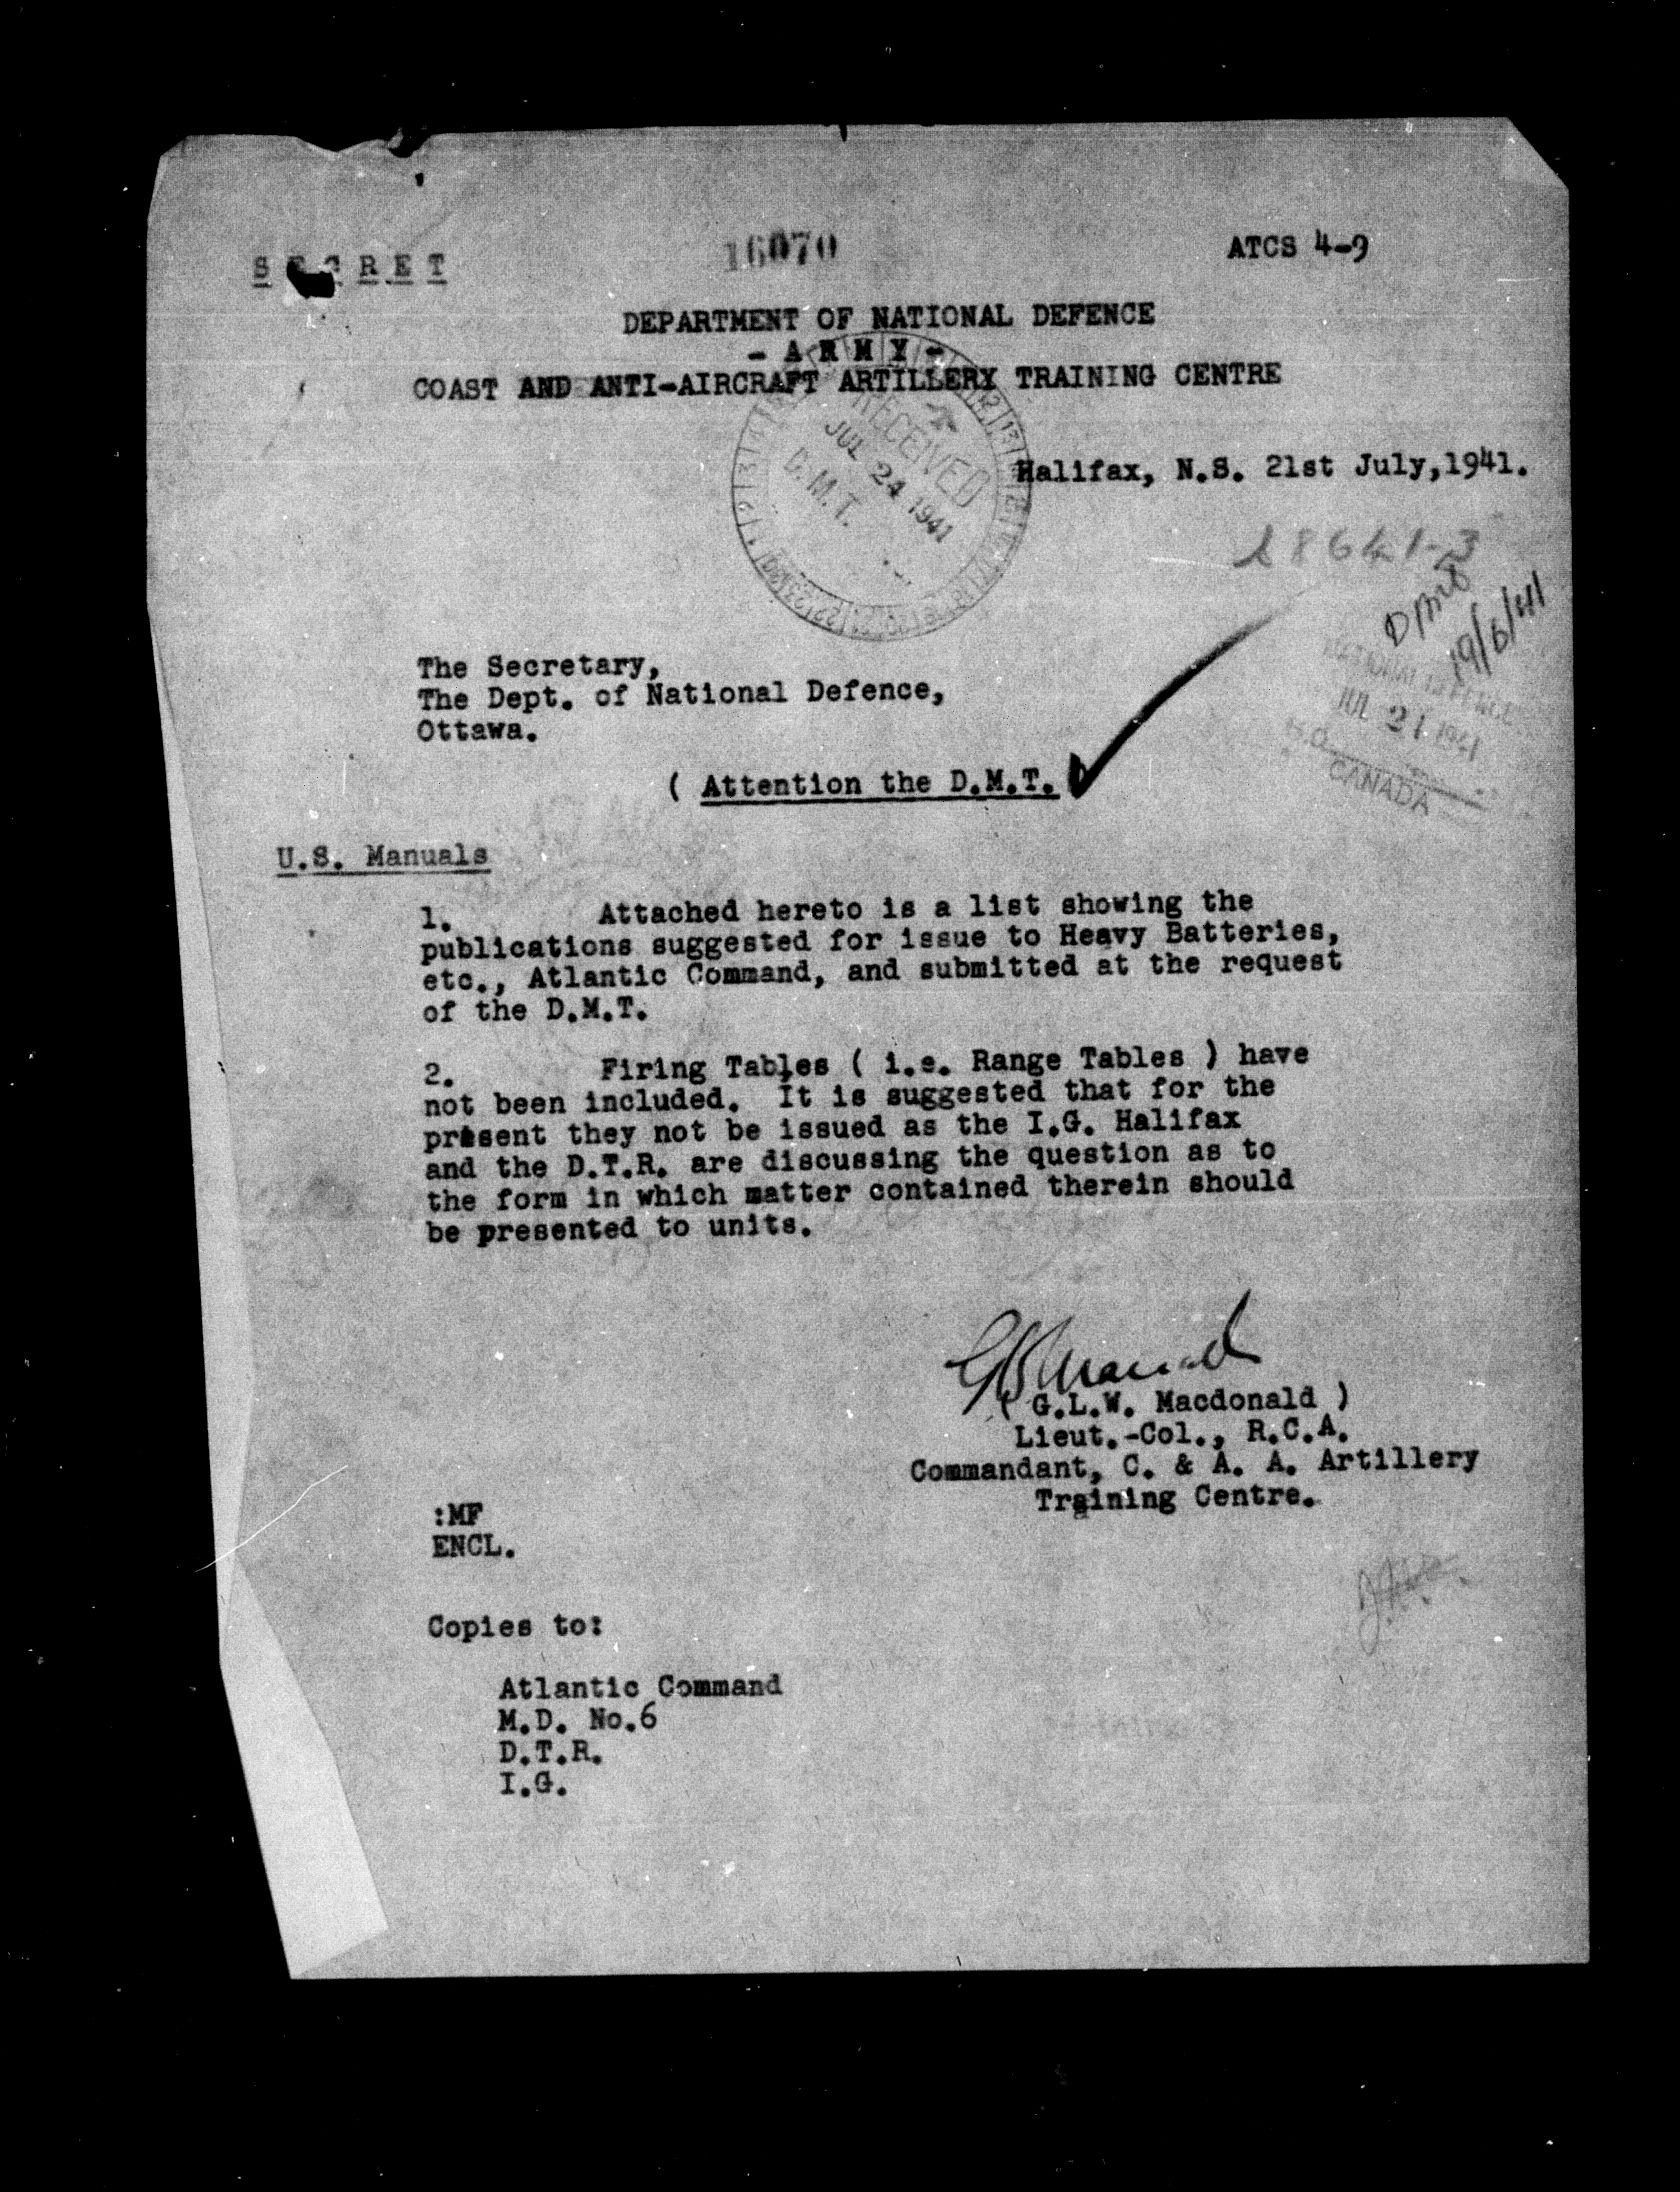 SECRET
16070
ATCS 4-9
DEPARTMENT OF NATIONAL DEFENCE
- A R M Y -
COAST AND ANTI-AIRCRAFT ARTILLERY TRAINING CENTRE
RECEIVED
JUL 24 1941
D.M.T.
Halifax, N.S. 21st July,1941.
19/6/41
NATIONAL DEFENCE
JUL 21 1941
H.Q.
CANADA
The Secretary,
The Dept. of National Defence,
Ottawa.
( Attention the D.M.T.
U.S. Manuals
1. Attached hereto is a list showing the
publications suggested for issue to Heavy Batteries,
etc., Atlantic Command, and submitted at the request
of the D.M.T.
2. Firing Tables ( i.e. Range Tables ) have
not been included. It is suggested that for the
present they not be issued as the I.G. Halifax
and the D.T.R. are discussing the question as to
the form in which matter contained therein should
be presented to units.
( G.L.W. Macdonald )
Lieut.-Col., R.C.A.
Commandant, C. & A. A. Artillery
Training Centre.
:MF
ENCL.
Copies to:
Atlantic Command
M.D. No.6
D.T.R.
I.G.